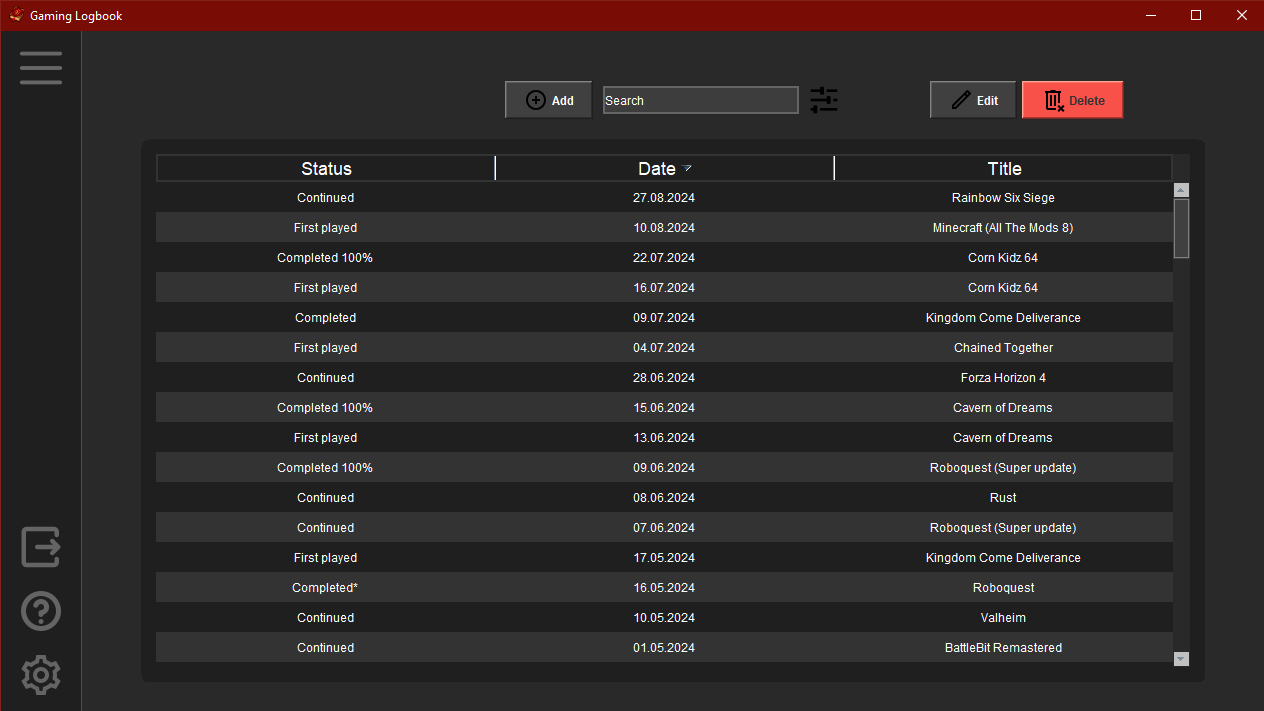 Gaming Logbook
Add Search Edit Delete
Status Date Title
Continued 27.08.2024 Rainbow Six Siege
First played 10.08.2024 Minecraft (All The Mods 8)
Completed 100% 22.07.2024 Corn Kidz 64
First played 16.07.2024 Corn Kidz 64
Completed 09.07.2024 Kingdom Come Deliverance
First played 04.07.2024 Chained Together
Continued 28.06.2024 Forza Horizon 4
Completed 100% 15.06.2024 Cavern of Dreams
First played 13.06.2024 Cavern of Dreams
Completed 100% 09.06.2024 Roboquest (Super update)
Continued 08.06.2024 Rust
Continued 07.06.2024 Roboquest (Super update)
First played 17.05.2024 Kingdom Come Deliverance
Completed* 16.05.2024 Roboquest
Continued 10.05.2024 Valheim
Continued 01.05.2024 BattleBit Remastered